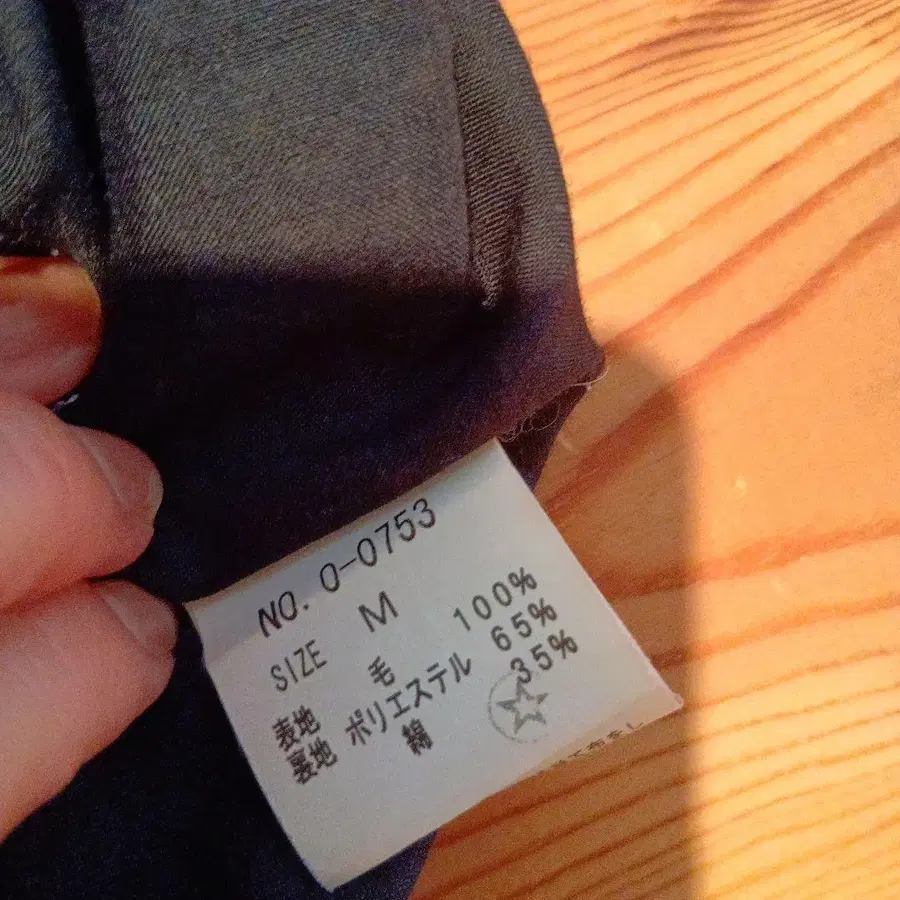 NO. 0-0753
SIZE M
表地 毛 100%
裏地 ポリエステル 65%
綿 35%